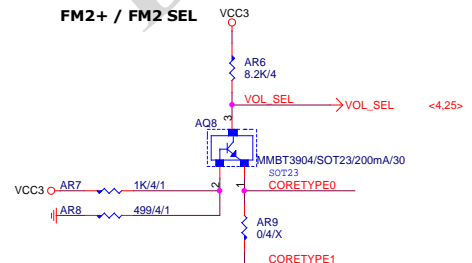 FM2+ / FM2 SEL
VCC3
AR6
8.2K/4
VOL_SEL
VOL_SEL
<4,25>
3
AQ8
MMBT3904/SOT23/200mA/30
SOT23
2
1
VCC3
AR7
1K/4/1
CORETYPE0
AR8
499/4/1
AR9
0/4/X
CORETYPE1